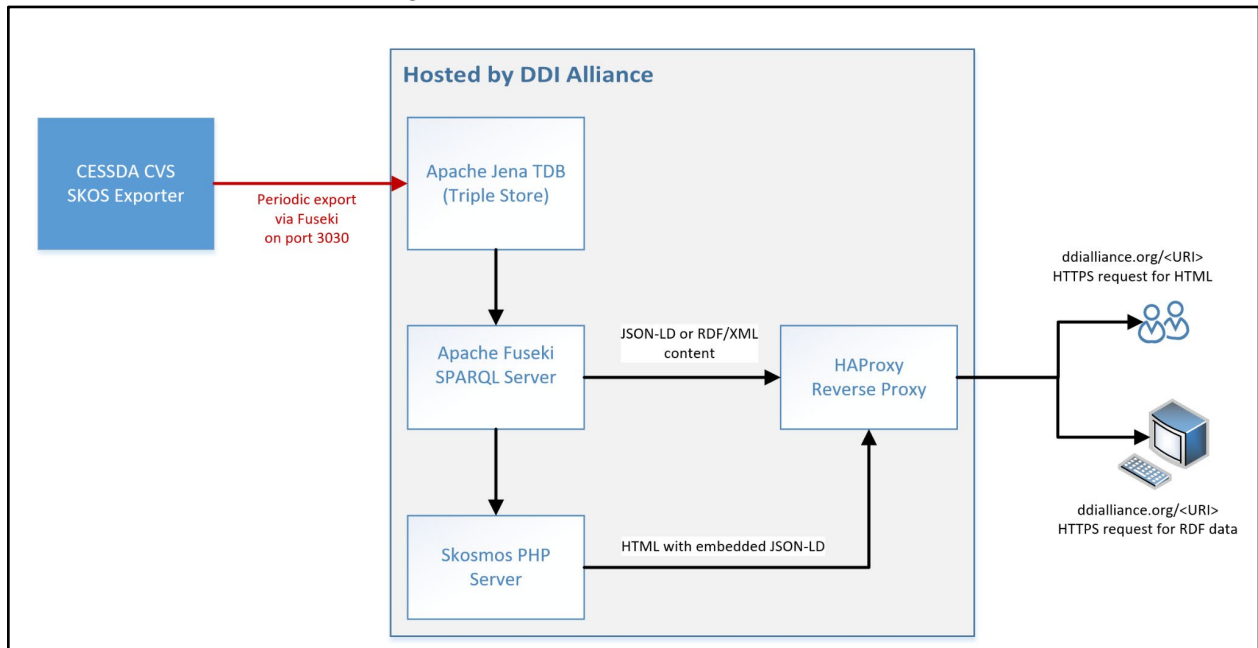 Hosted by DDI Alliance
CESSDA CVS
SKOS Exporter
Periodic export
via Fuseki
on port 3030
Apache Jena TDB
(Triple Store)
Apache Fuseki
SPARQL Server
JSON-LD or RDF/XML
content
HAProxy
Reverse Proxy
ddialliance.org/<URI>
HTTPS request for HTML
ddialliance.org/<URI>
HTTPS request for RDF data
Skosmos PHP
Server
HTML with embedded JSON-LD